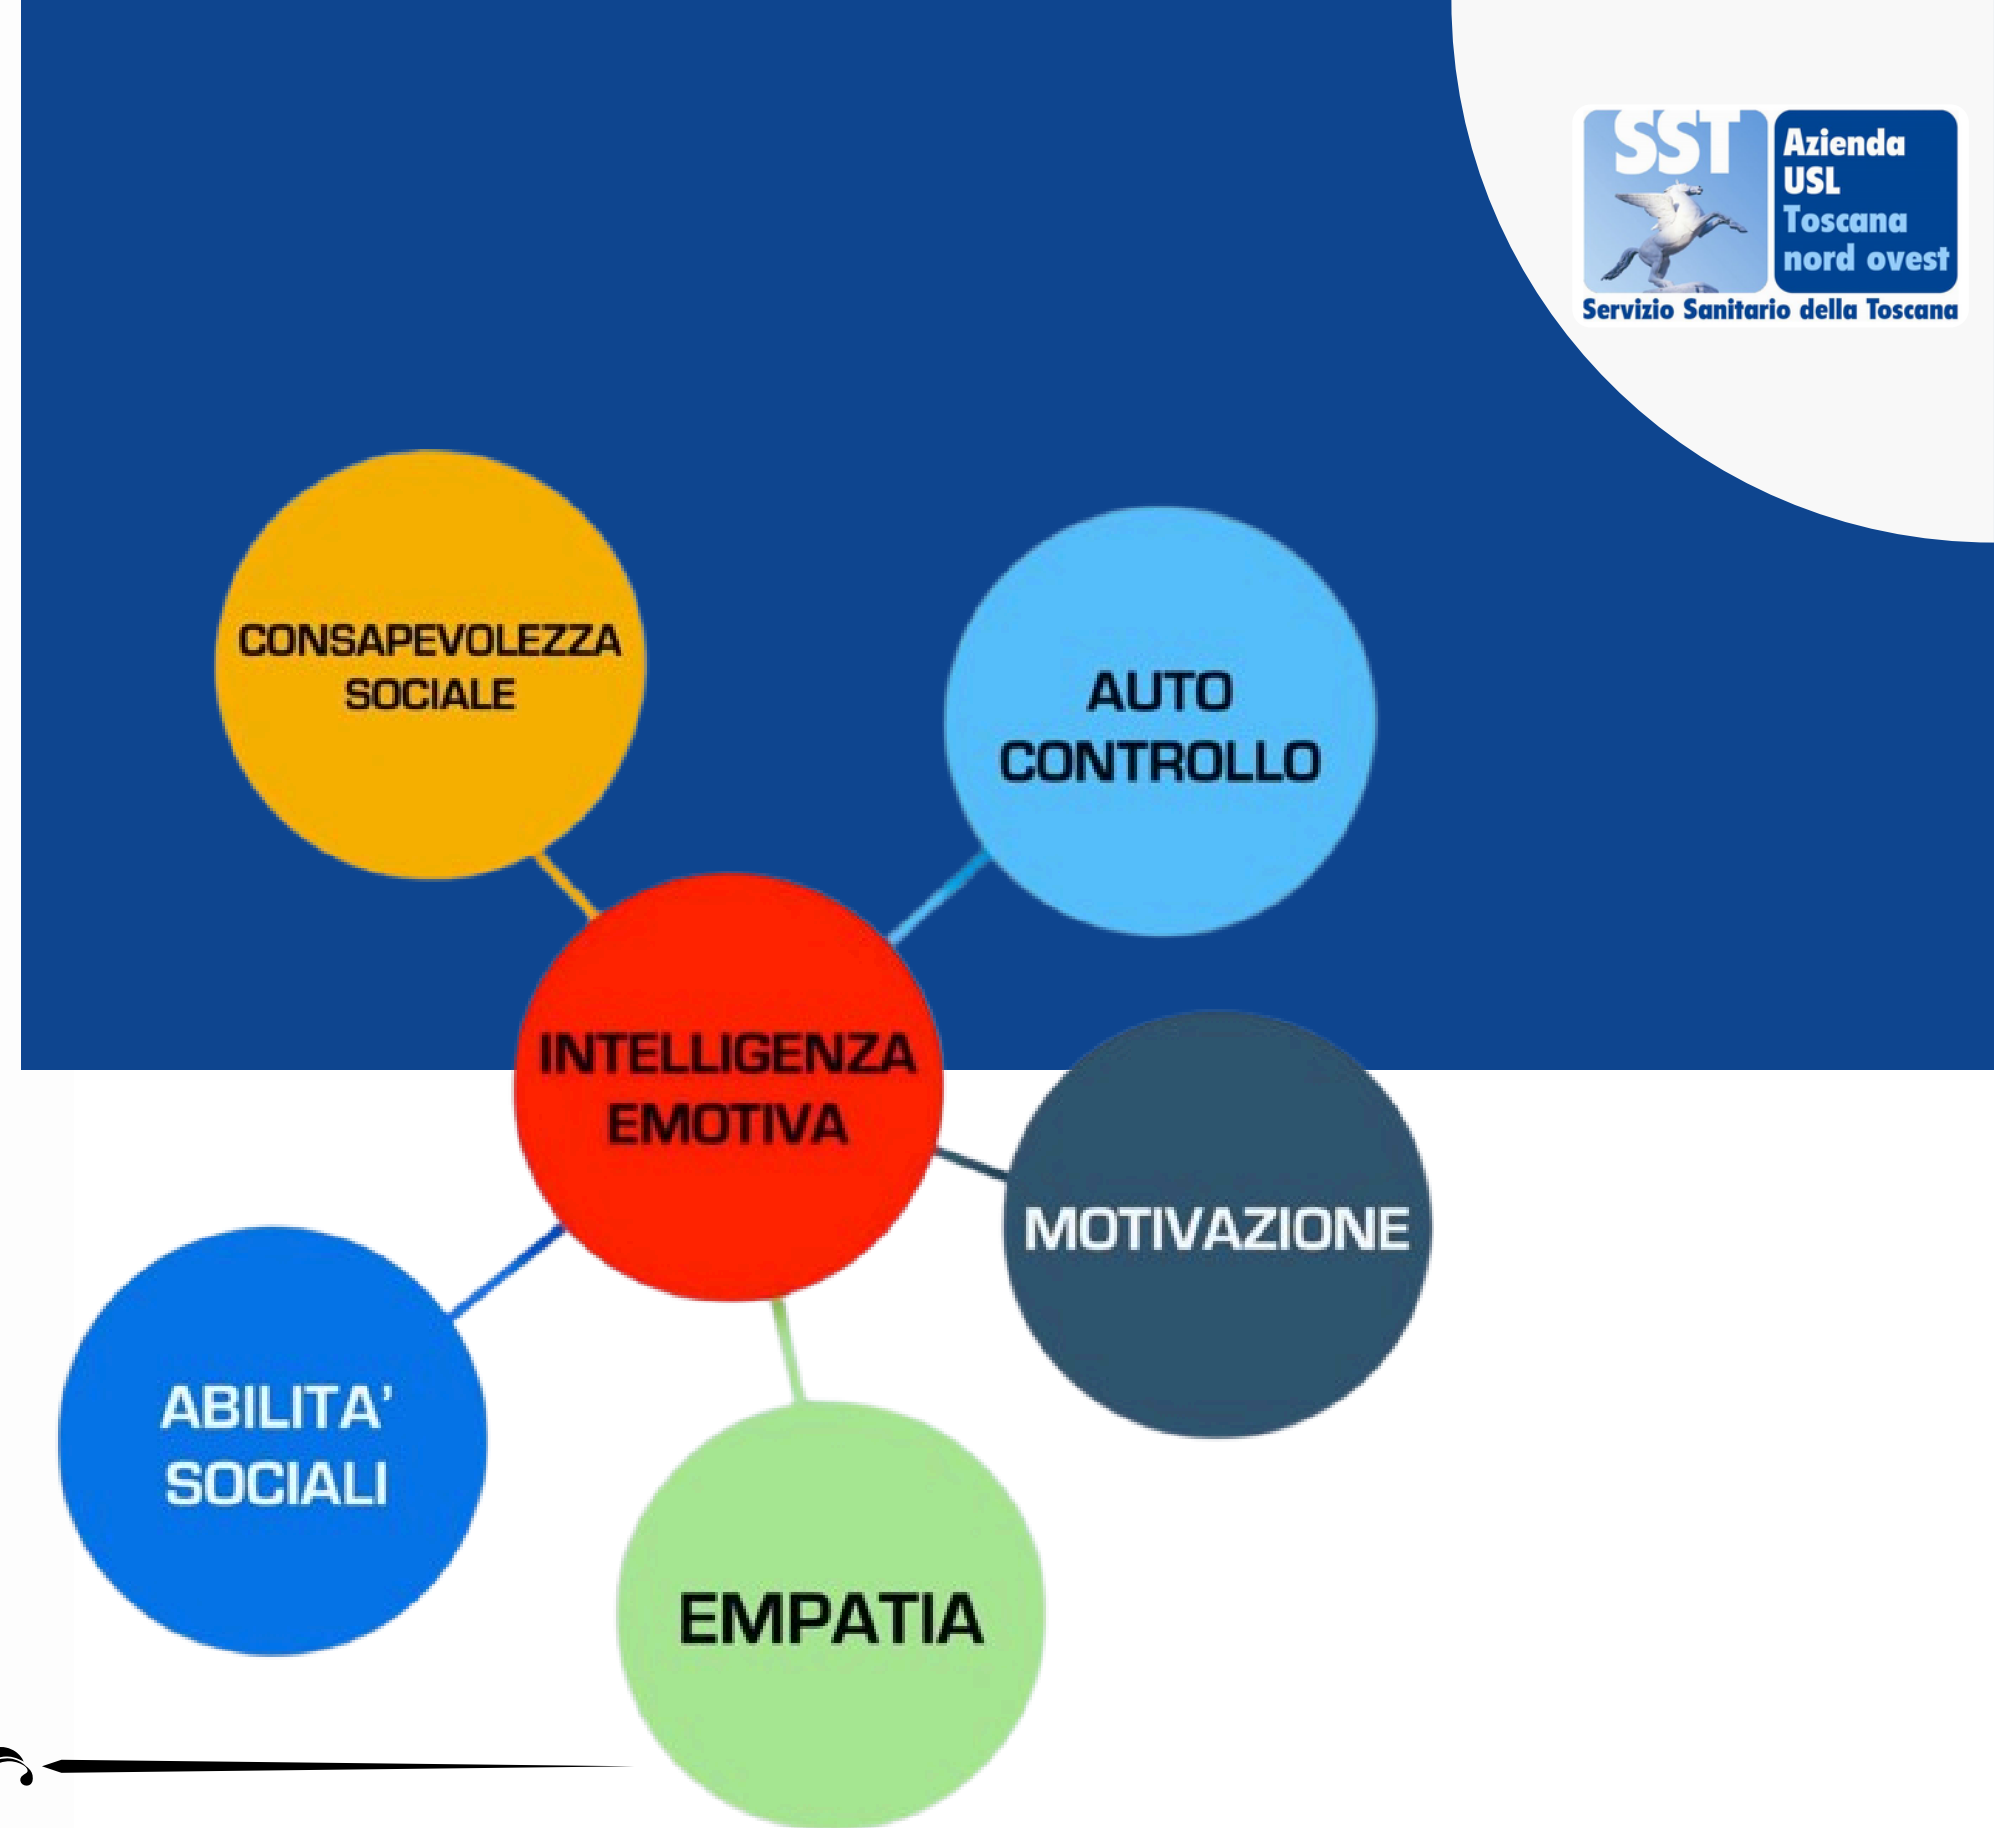 SST
Azienda
USL
Toscana
nord ovest
Servizio Sanitario della Toscana
CONSAPEVOLEZZA
SOCIALE
AUTO
CONTROLLO
INTELLIGENZA
EMOTIVA
MOTIVAZIONE
ABILITA'
SOCIALI
EMPATIA